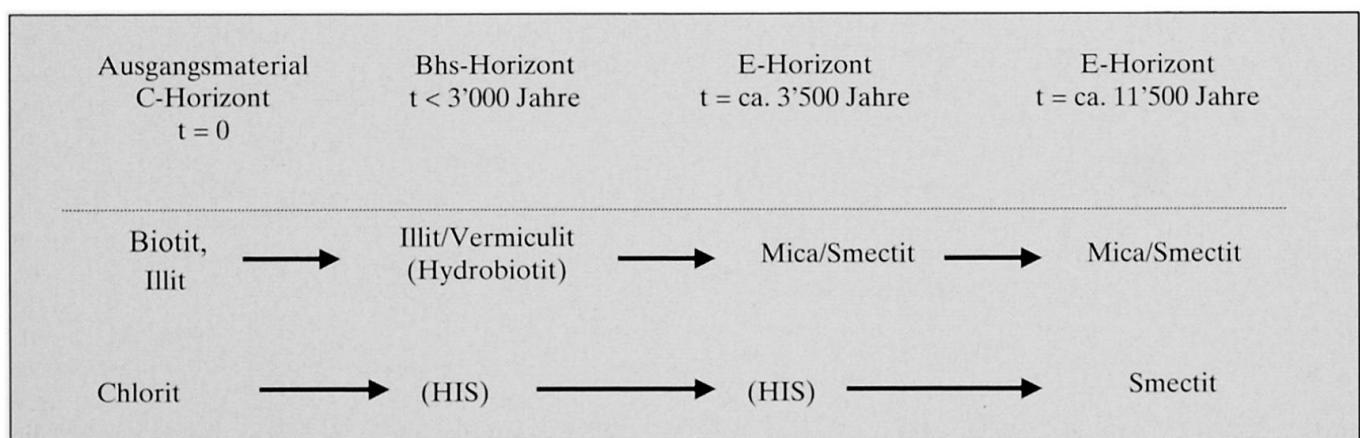 Ausgangsmaterial
C-Horizont
t = 0
Bhs-Horizont
t < 3'000 Jahre
E-Horizont
t = ca. 3'500 Jahre
E-Horizont
t = ca. 11'500 Jahre
Biotit,
Illit
Illit/Vermiculit
(Hydrobiotit)
Mica/Smectit
Mica/Smectit
Chlorit
(HIS)
(HIS)
Smectit